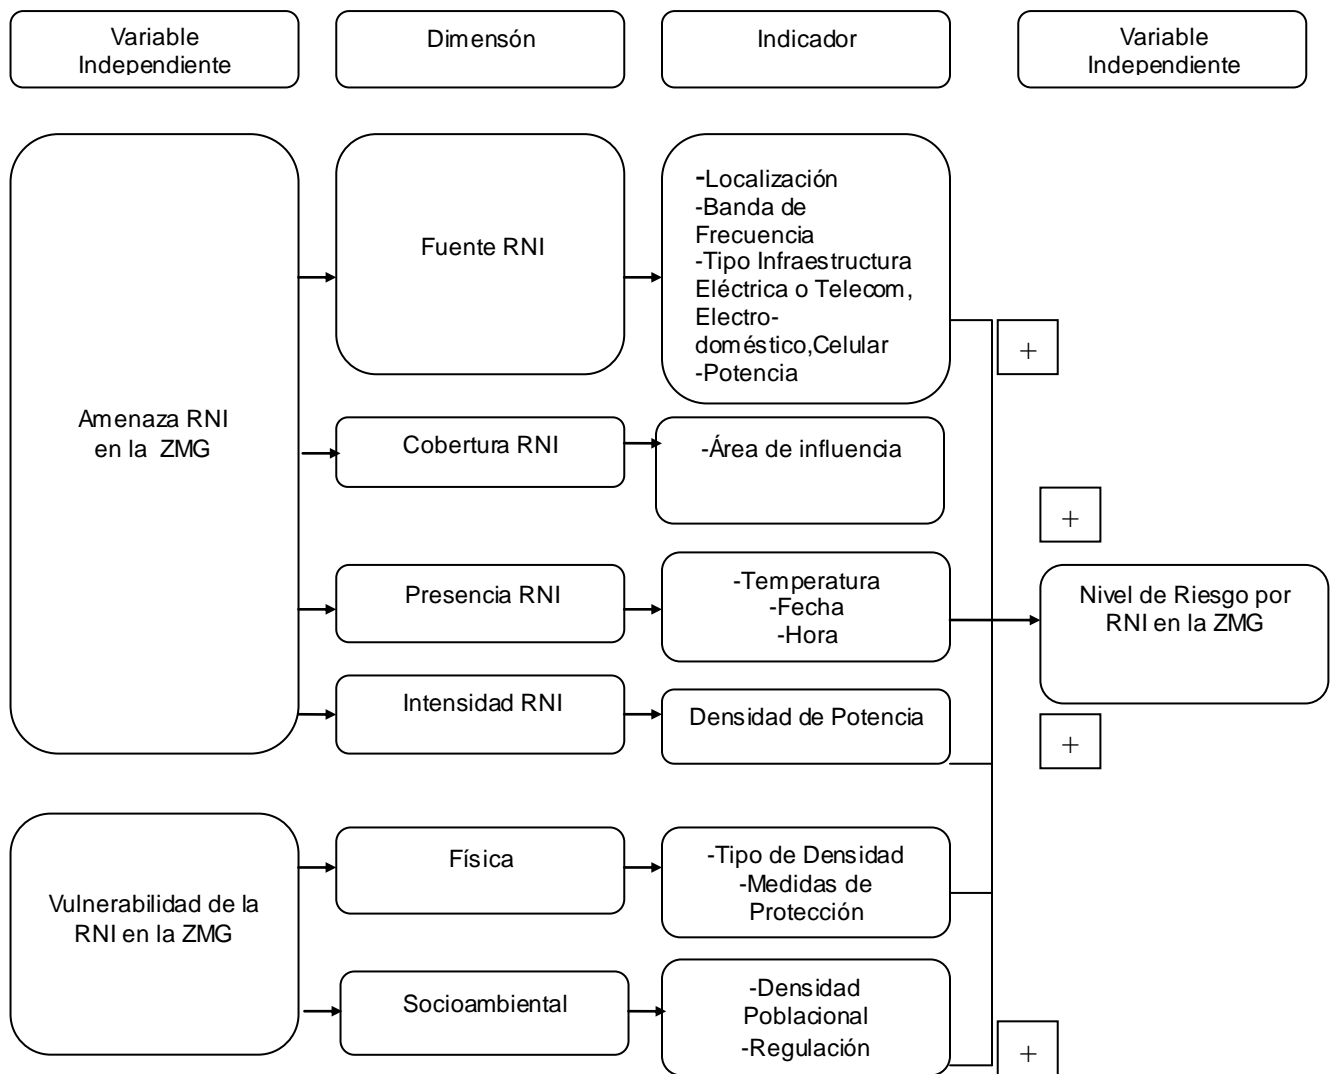 Variable
Independiente
Dimensón
Indicador
Variable
Independiente
Amenaza RNI
en la ZMG
Fuente RNI
-Localización
-Banda de
Frecuencia
-Tipo Infraestructura
Eléctrica o Telecom,
Electro-
doméstico,Celular
-Potencia
+
Cobertura RNI
-Área de influencia
+
Presencia RNI
-Temperatura
-Fecha
-Hora
Nivel de Riesgo por
RNI en la ZMG
Intensidad RNI
Densidad de Potencia
+
Vulnerabilidad de la
RNI en la ZMG
Física
-Tipo de Densidad
-Medidas de
Protección
Socioambiental
-Densidad
Poblacional
-Regulación
+